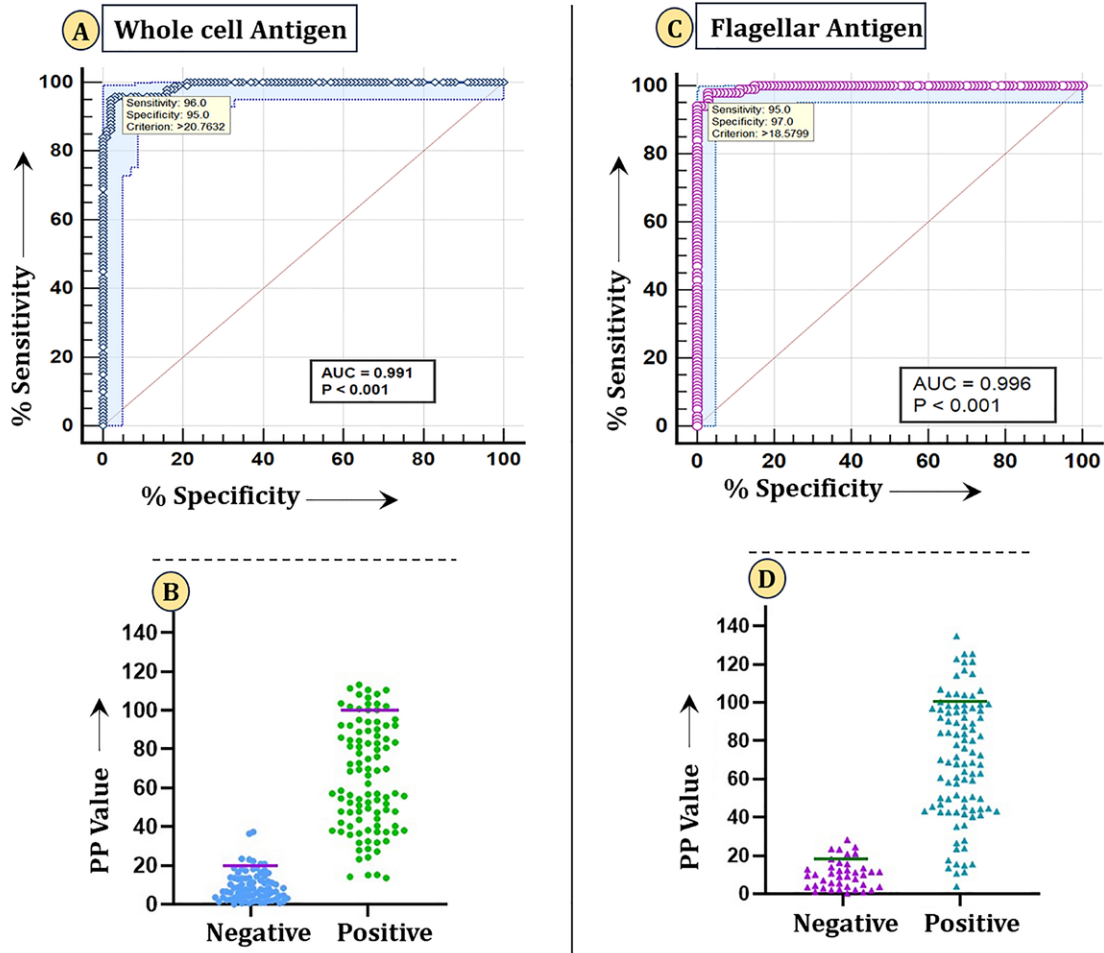 A Whole cell Antigen
100
80
60
40
20
0
% Sensitivity
Sensitivity: 96.0
Specificity: 95.0
Criterion: >20.7632
AUC = 0.991
P < 0.001
0 20 40 60 80 100
% Specificity
B
140
120
100
80
60
40
20
0
PP Value
Negative Positive
C Flagellar Antigen
100
80
60
40
20
0
% Sensitivity
Sensitivity: 95.0
Specificity: 97.0
Criterion: >18.5799
AUC = 0.996
P < 0.001
0 20 40 60 80 100
% Specificity
D
140
120
100
80
60
40
20
0
PP Value
Negative Positive